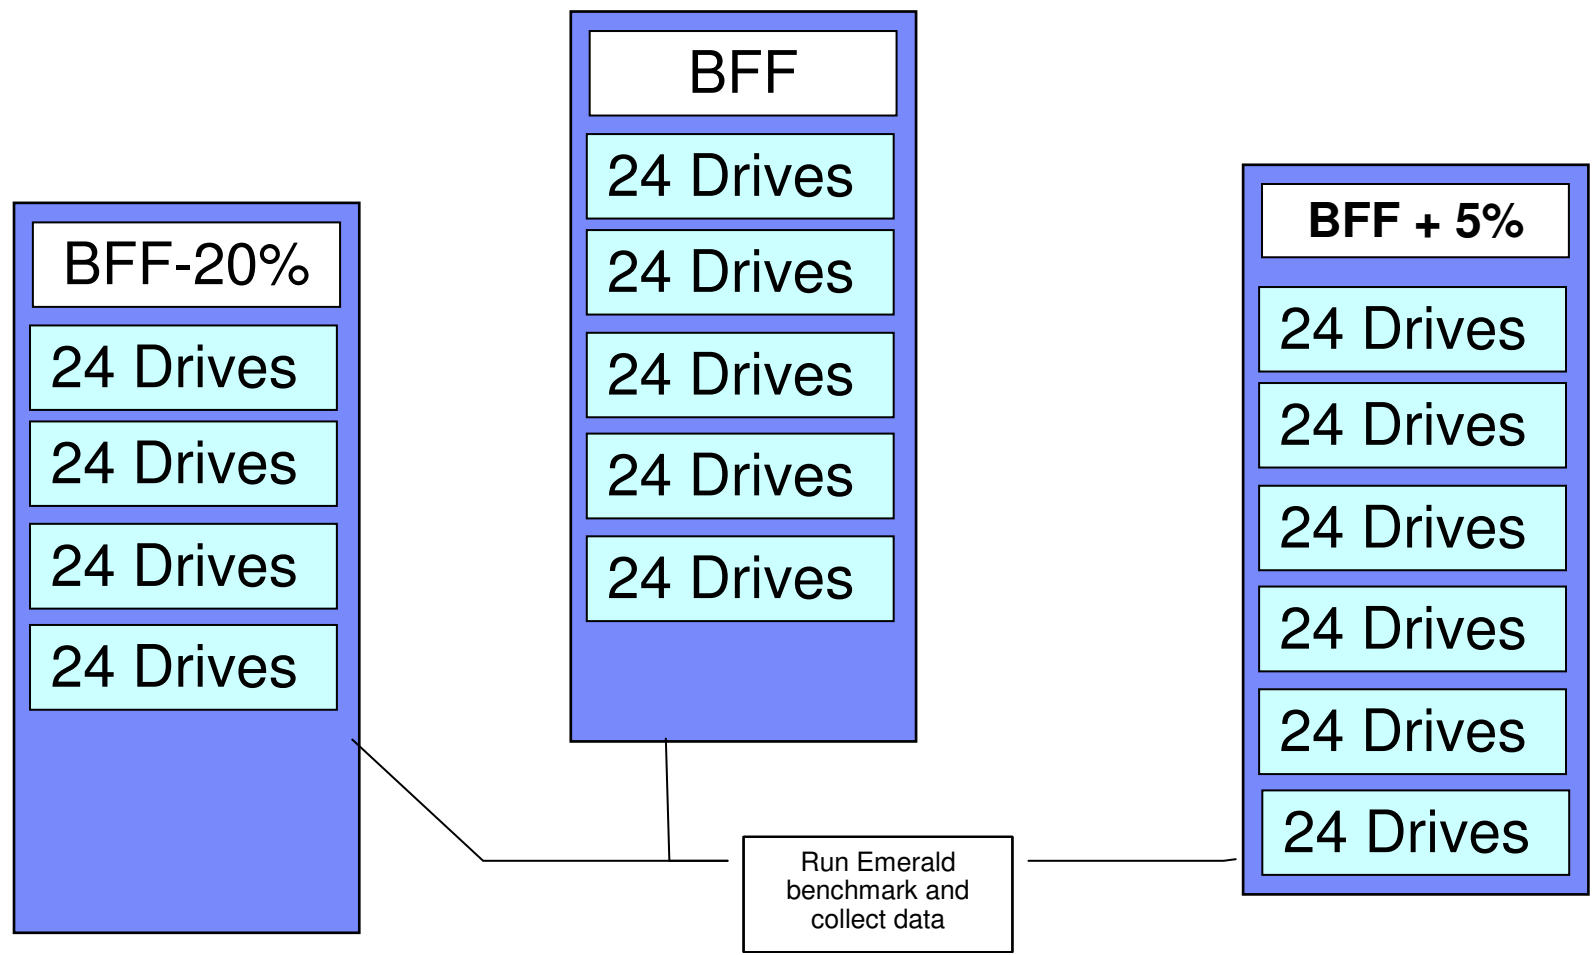 BFF-20%
24 Drives
24 Drives
24 Drives
24 Drives
BFF
24 Drives
24 Drives
24 Drives
24 Drives
24 Drives
BFF + 5%
24 Drives
24 Drives
24 Drives
24 Drives
24 Drives
24 Drives
Run Emerald
benchmark and
collect data